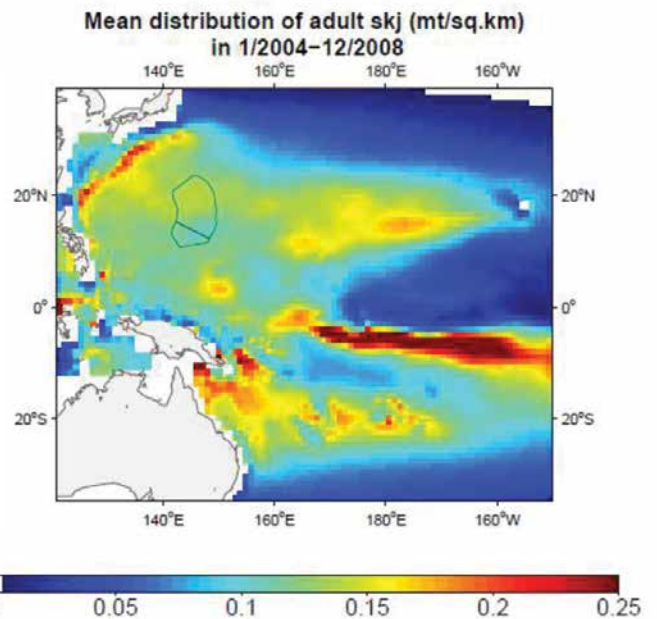 Mean distribution of adult skj (mt/sq.km)
in 1/2004−12/2008
140°E 160°E 180°E 160°W
20°N 20°N
0° 0°
20°S 20°S
140°E 160°E 180°E 160°W
0.05 0.1 0.15 0.2 0.25